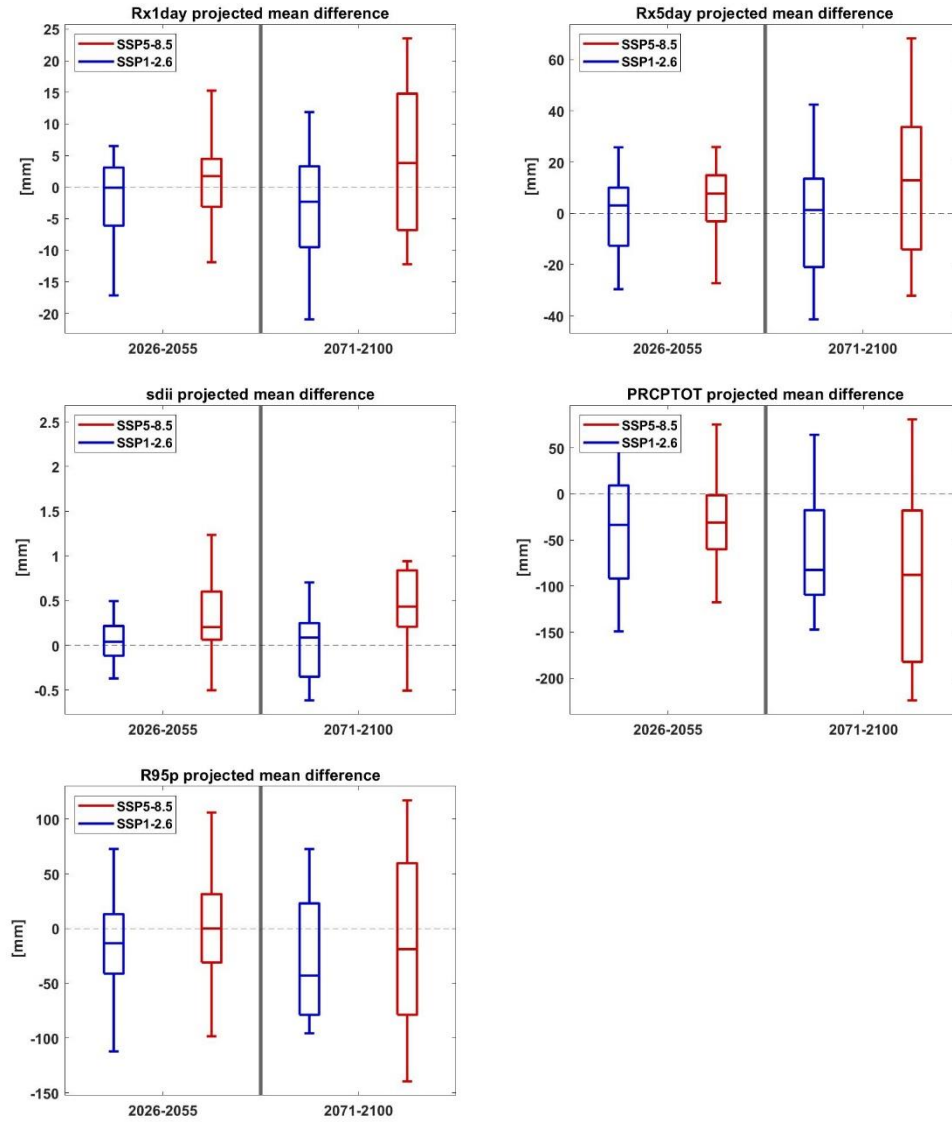 Rx1day projected mean difference
25
20
15
10
5
0
-5
-10
-15
-20
[mm]
SSP5-8.5
SSP1-2.6
2026-2055
2071-2100
Rx5day projected mean difference
60
40
20
0
-20
-40
[mm]
SSP5-8.5
SSP1-2.6
2026-2055
2071-2100
sdii projected mean difference
2.5
2
1.5
1
0.5
0
-0.5
[mm]
SSP5-8.5
SSP1-2.6
2026-2055
2071-2100
PRCPTOT projected mean difference
50
0
-50
-100
-150
-200
[mm]
SSP5-8.5
SSP1-2.6
2026-2055
2071-2100
R95p projected mean difference
100
50
0
-50
-100
-150
[mm]
SSP5-8.5
SSP1-2.6
2026-2055
2071-2100